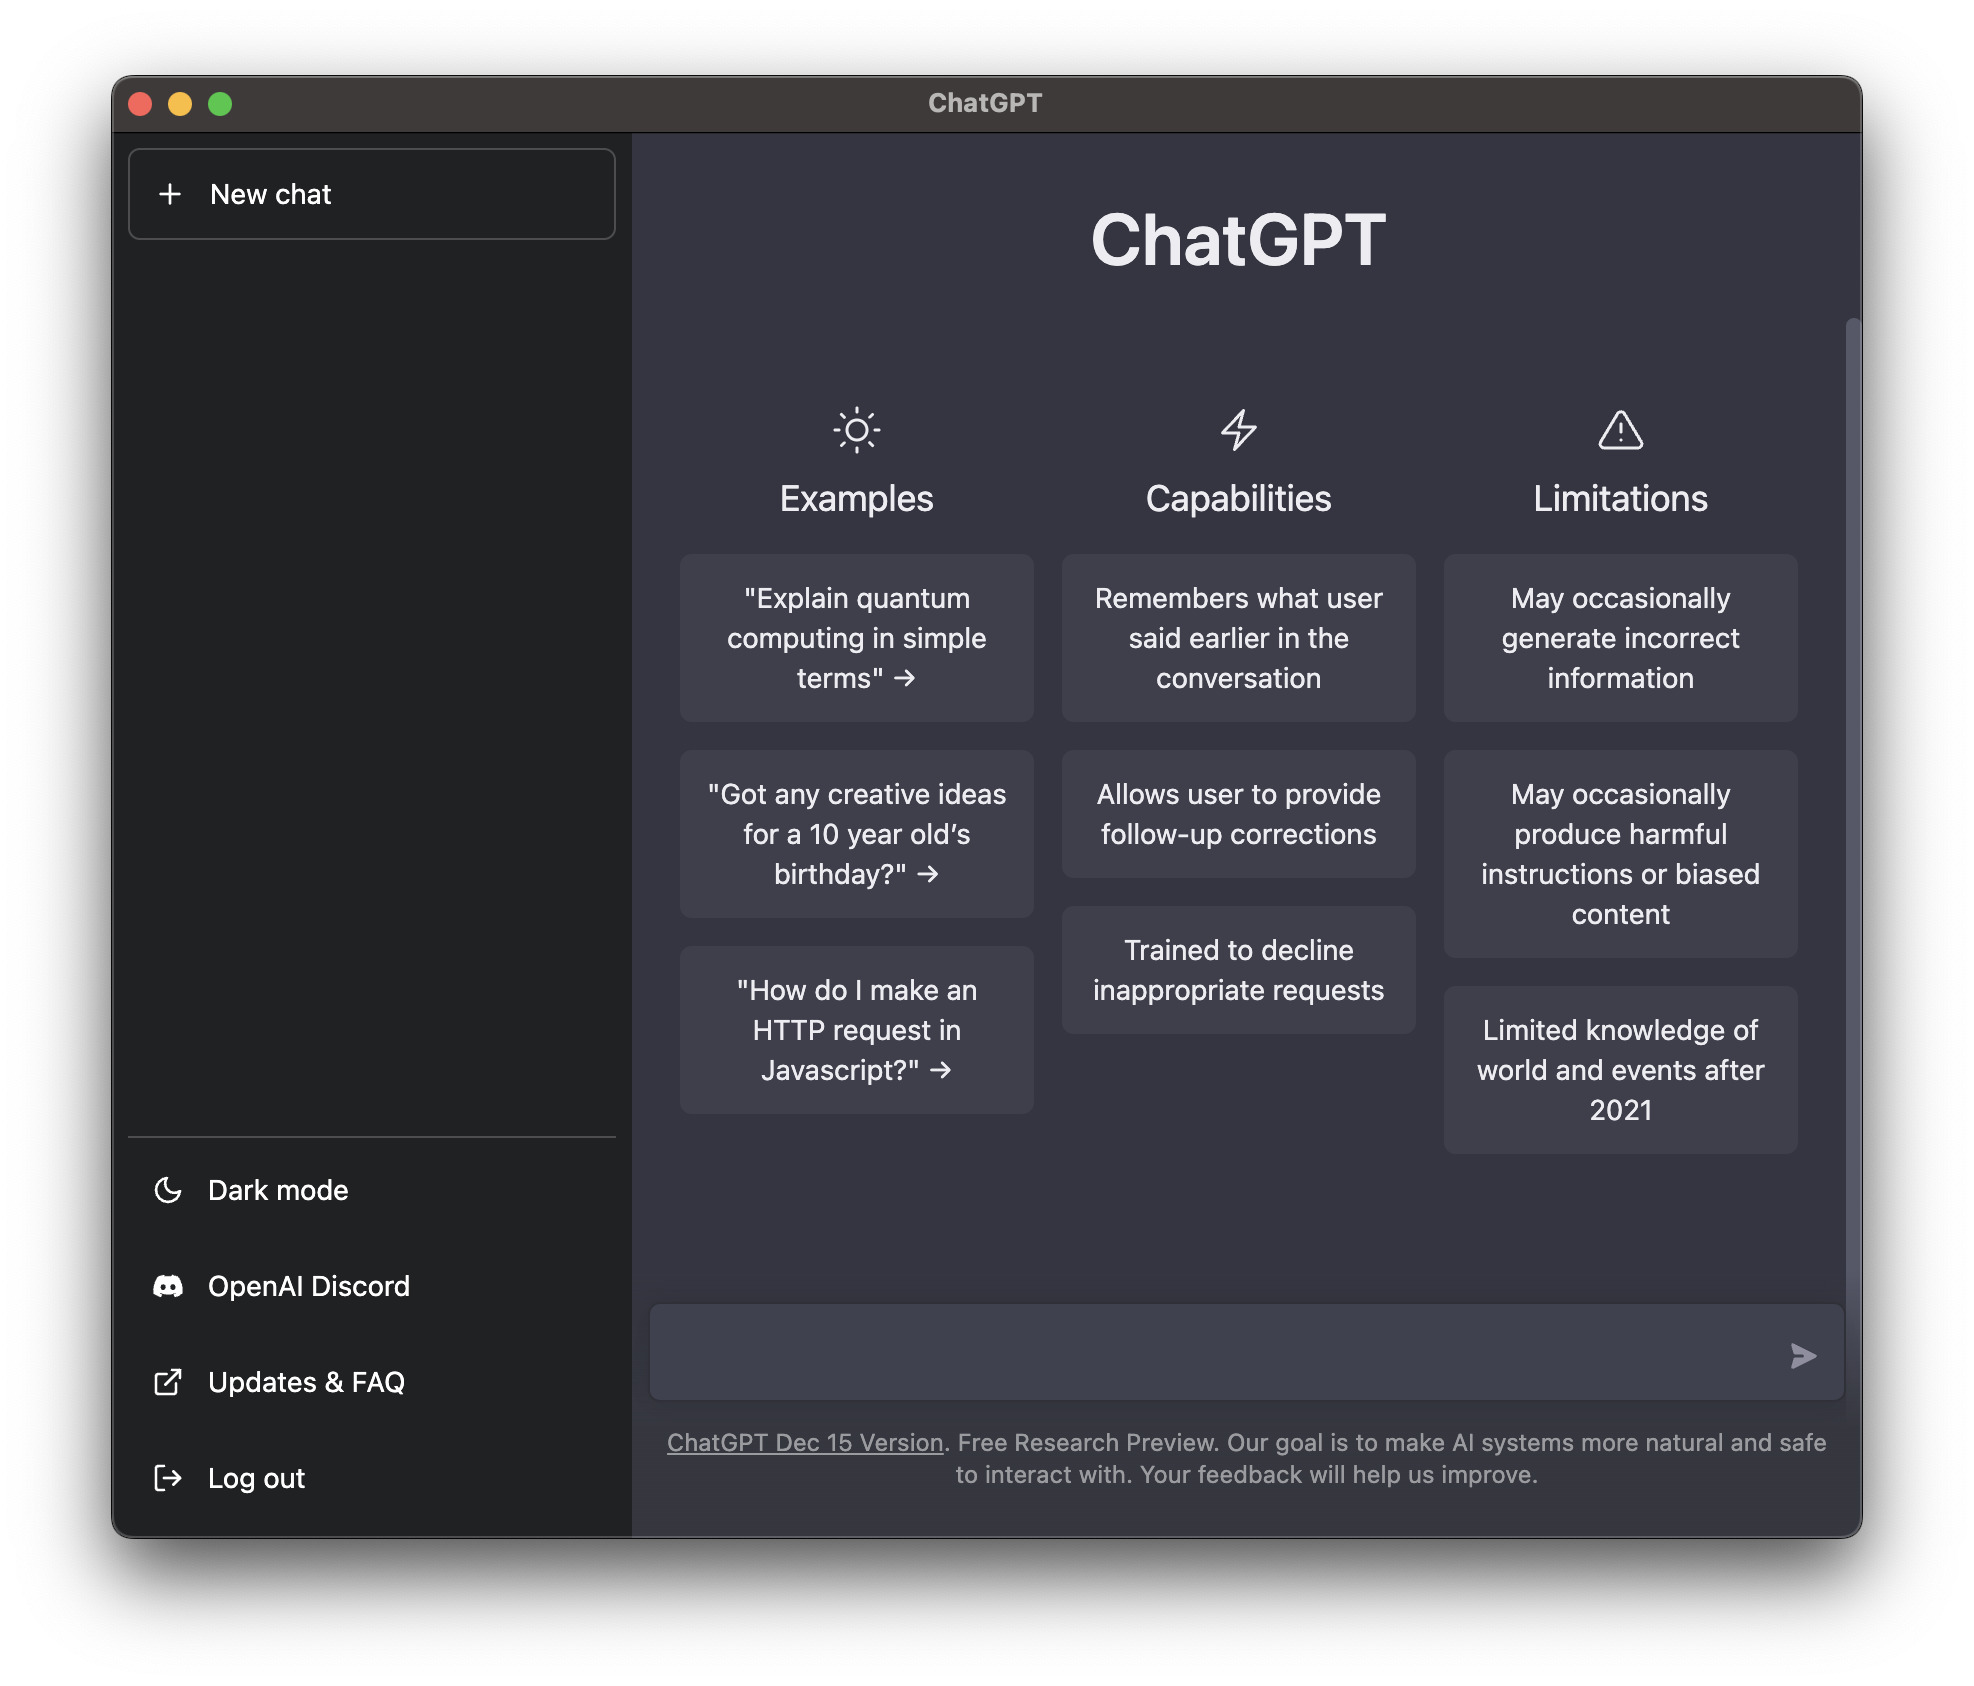 ChatGPT
New chat
Dark mode
OpenAI Discord
Updates & FAQ
Log out
ChatGPT
Examples
"Explain quantum
computing in simple
terms" →
"Got any creative ideas
for a 10 year old’s
birthday?" →
"How do I make an
HTTP request in
Javascript?" →
Capabilities
Remembers what user
said earlier in the
conversation
Allows user to provide
follow-up corrections
Trained to decline
inappropriate requests
Limitations
May occasionally
generate incorrect
information
May occasionally
produce harmful
instructions or biased
content
Limited knowledge of
world and events after
2021
ChatGPT Dec 15 Version. Free Research Preview. Our goal is to make AI systems more natural and safe
to interact with. Your feedback will help us improve.